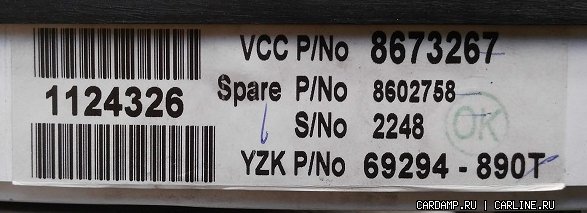 VCC P/No 8673267
1124326
Spare P/No 8602758
S/No 2248
YZK P/No 69294 - 890T
OK
CARDAMP.RU | CARLINE.RU